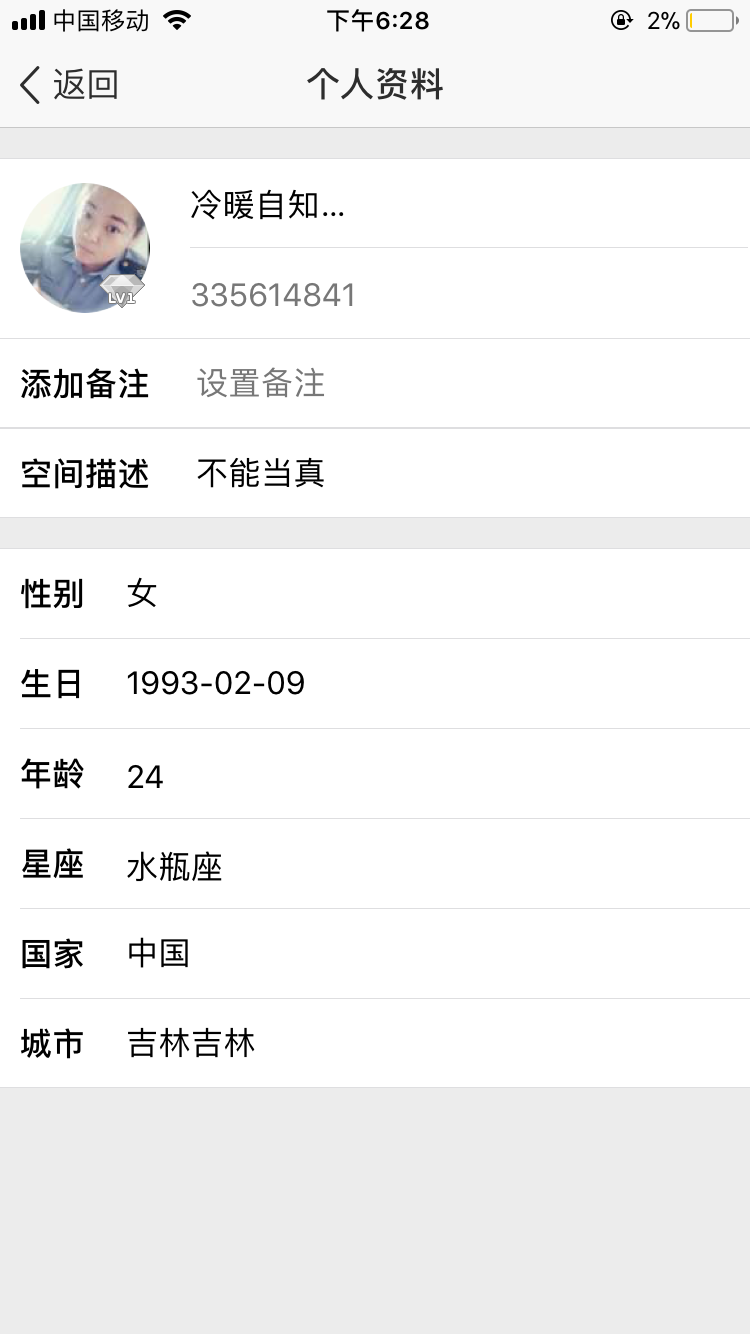 中国移动 下午6:28 2%
返回 个人资料
冷暖自知...
LV1
335614841
添加备注 设置备注
空间描述 不能当真
性别 女
生日 1993-02-09
年龄 24
星座 水瓶座
国家 中国
城市 吉林吉林